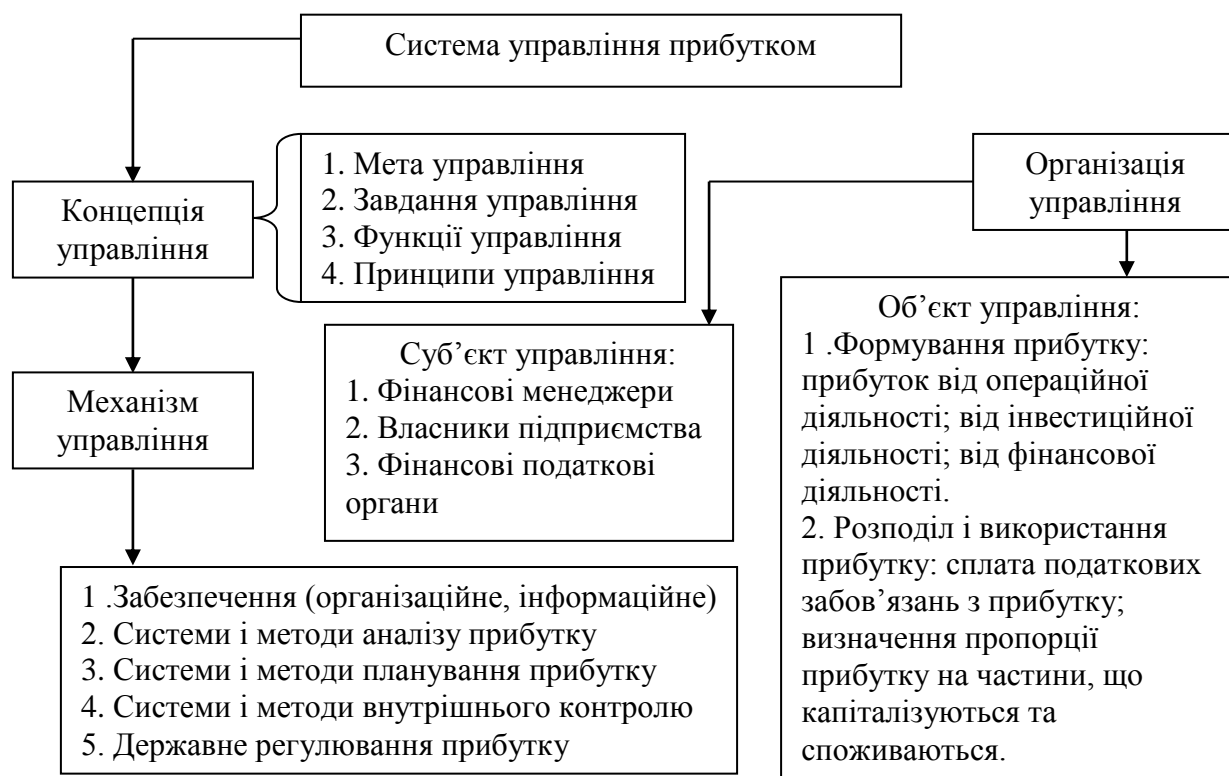 Система управління прибутком
Концепція
управління
1. Мета управління
2. Завдання управління
3. Функції управління
4. Принципи управління
Організація
управління
Механізм
управління
Суб’єкт управління:
1. Фінансові менеджери
2. Власники підприємства
3. Фінансові податкові
органи
Об’єкт управління:
1 .Формування прибутку:
прибуток від операційної
діяльності; від інвестиційної
діяльності; від фінансової
діяльності.
2. Розподіл і використання
прибутку: сплата податкових
забов’язань з прибутку;
визначення пропорції
прибутку на частини, що
капіталізуються та
споживаються.
1 .Забезпечення (організаційне, інформаційне)
2. Системи і методи аналізу прибутку
3. Системи і методи планування прибутку
4. Системи і методи внутрішнього контролю
5. Державне регулювання прибутку